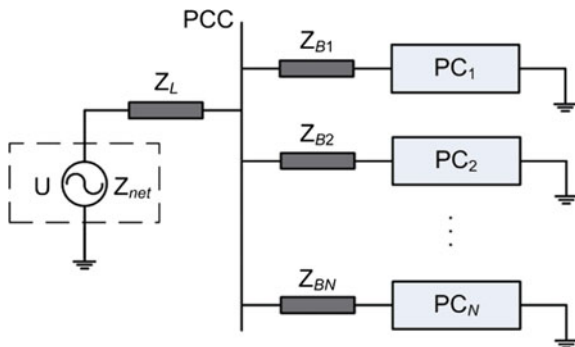 PCC
Z_L
U Z_net
Z_B1 PC_1
Z_B2 PC_2
Z_BN PC_N